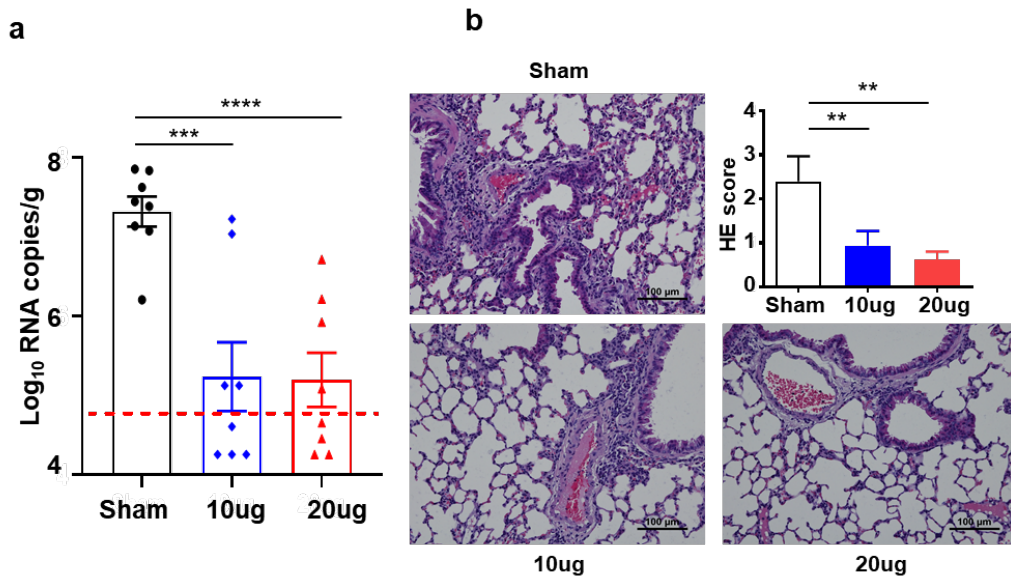 a
****
***
Log₁₀ RNA copies/g
8
6
4
Sham
10ug
20ug
b
Sham
100 μm
**
**
HE score
4
3
2
1
0
Sham
10ug
20ug
100 μm
100 μm
10ug
20ug